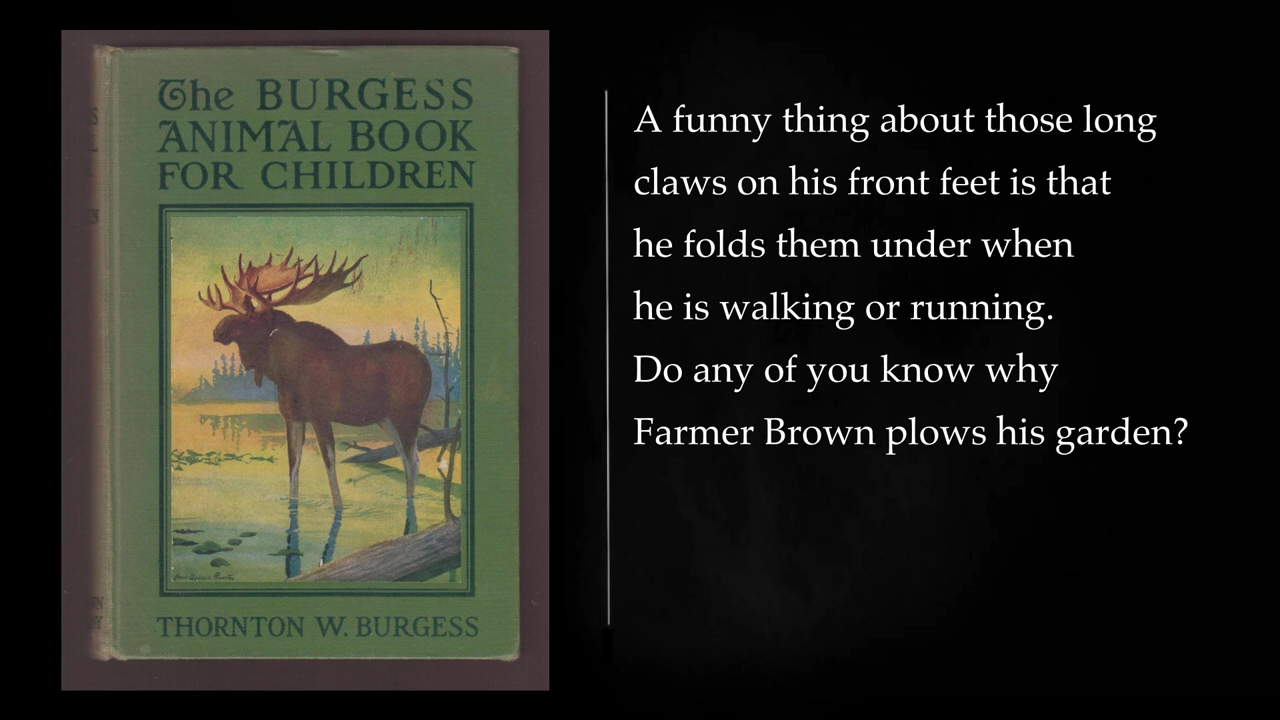 The BURGESS
ANIMAL BOOK
FOR CHILDREN
THORNTON W. BURGESS
A funny thing about those long
claws on his front feet is that
he folds them under when
he is walking or running.
Do any of you know why
Farmer Brown plows his garden?